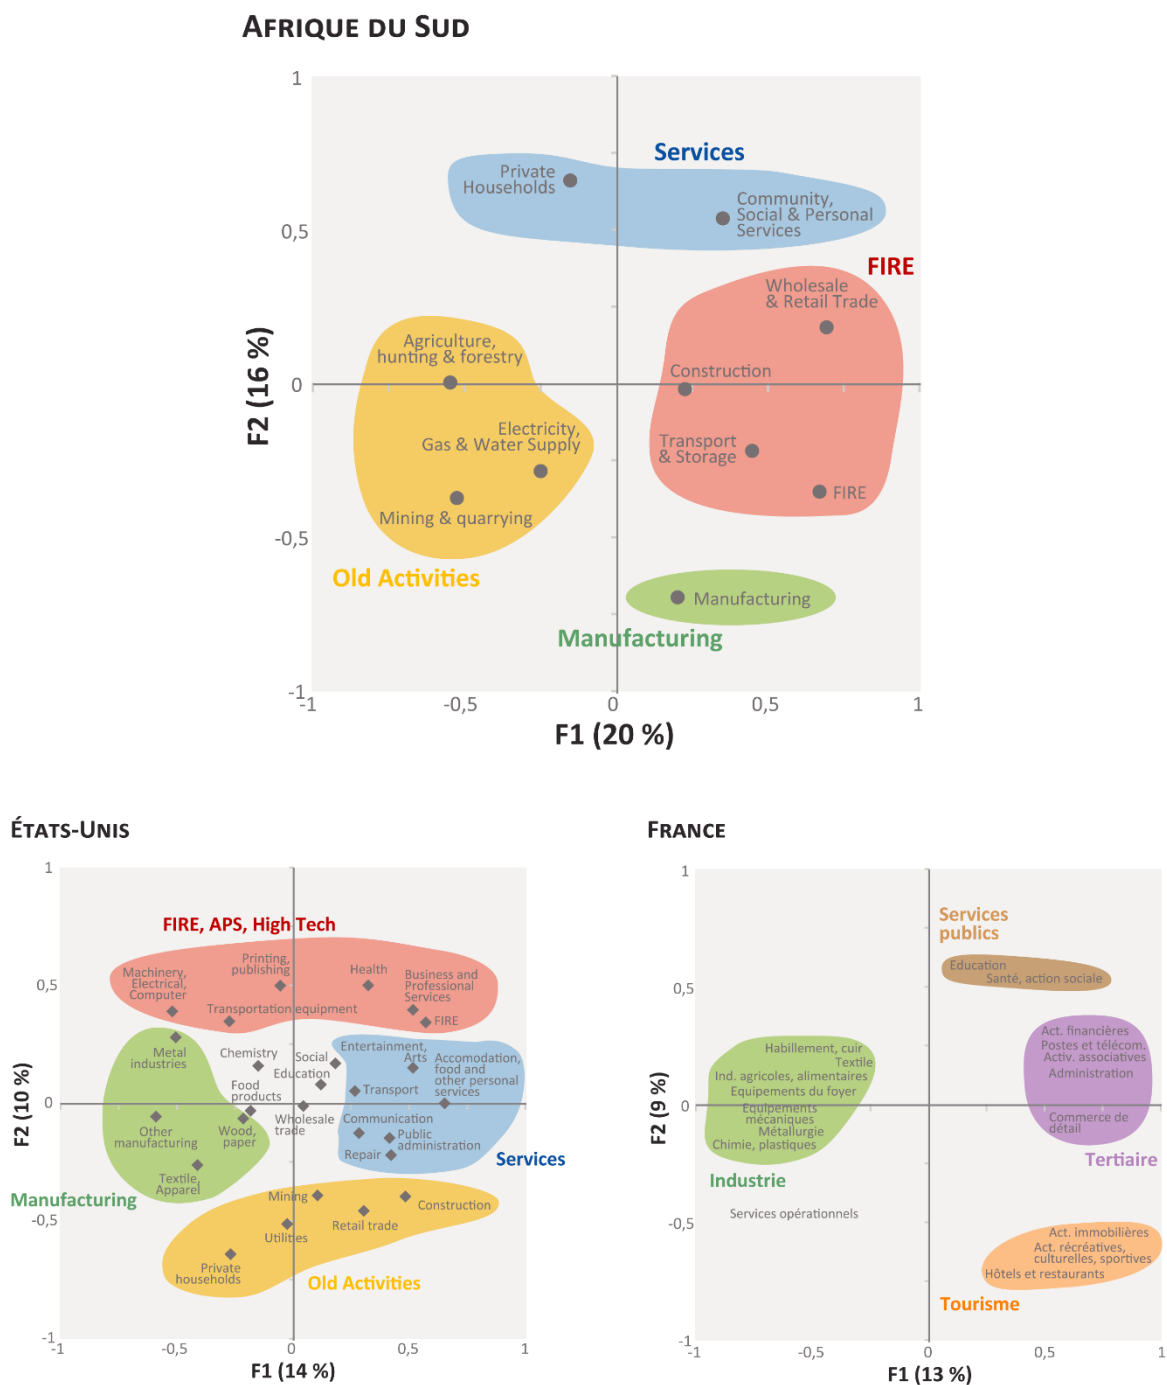 AFRIQUE DU SUD
1
Services
Private
Households
Community,
Social & Personal
Services
0,5
FIRE
Wholesale
& Retail Trade
Agriculture,
hunting & forestry
Construction
0
F2 (16 %)
Electricity,
Gas & Water Supply
Transport
& Storage
FIRE
Mining & quarrying
-0,5
Old Activities
Manufacturing
Manufacturing
-1
-1
-0,5
0
0,5
1
F1 (20 %)
ÉTATS-UNIS
1
FIRE, APS, High Tech
Printing,
publishing
Machinery,
Electrical,
Computer
Health
Business and
Professional
Services
0,5
Transportation equipment
FIRE
Metal
industries
Chemistry
Social
Entertainment,
Arts
Accomodation,
food and
other personal
services
Education
Food
products
Transport
0
F2 (10 %)
Other
manufacturing
Wood,
paper
Wholesale
trade
Communication
Public
administration
Repair
Services
Textile,
Apparel
Manufacturing
Mining
Construction
-0,5
Retail trade
Utilities
Private
households
Old Activities
-1
-1
-0,5
0
0,5
1
F1 (14 %)
FRANCE
1
Services
publics
Education
Santé, action sociale
0,5
Act. financières
Postes et télécom.
Activ. associatives
Administration
Habillement, cuir
Textile
Ind. agricoles, alimentaires
Equipements du foyer
0
F2 (9 %)
Equipements
mécaniques
Métallurgie
Chimie, plastiques
Commerce de
détail
Tertiaire
Industrie
Services opérationnels
-0,5
Act. immobilières
Act. récréatives,
culturelles, sportives
Hôtels et restaurants
Tourisme
-1
-1
-0,5
0
0,5
1
F1 (13 %)